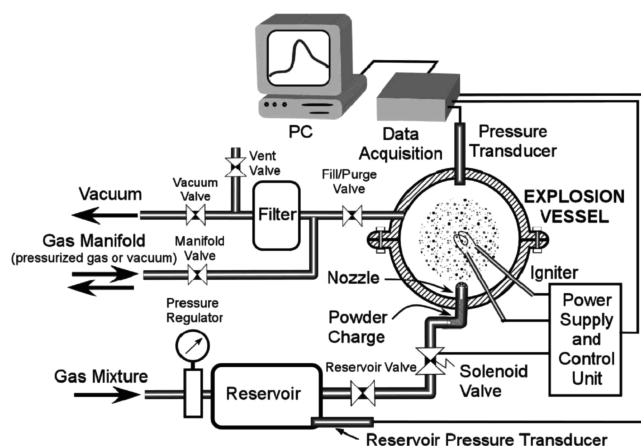 PC
Data
Acquisition
Pressure
Transducer
Vent
Valve
Vacuum
Vacuum
Valve
Filter
Fill/Purge
Valve
EXPLOSION
VESSEL
Gas Manifold
(pressurized gas or vacuum)
Manifold
Valve
Nozzle
Igniter
Powder
Charge
Power
Supply
and
Control
Unit
Pressure
Regulator
Gas Mixture
Reservoir
Reservoir Valve
Solenoid
Valve
Reservoir Pressure Transducer